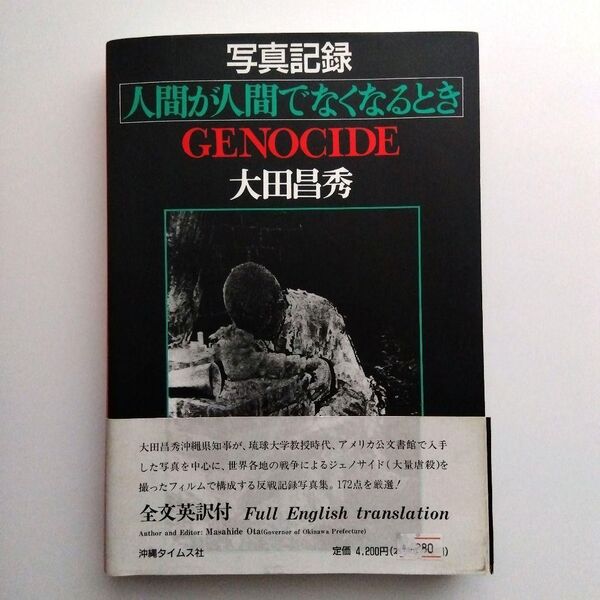 写真記録
人間が人間でなくなるとき
GENOCIDE
大田昌秀
大田昌秀沖縄県知事が、琉球大学教授時代、アメリカ公文書館で入手
した写真を中心に、世界各地の戦争によるジェノサイド(大量虐殺)を
撮ったフィルムで構成する反戦記録写真集。172点を厳選!
全文英訳付 Full English translation
Author and Editor: Masahide Ota(Governor of Okinawa Prefecture)
沖縄タイムス社
定価 4,200円